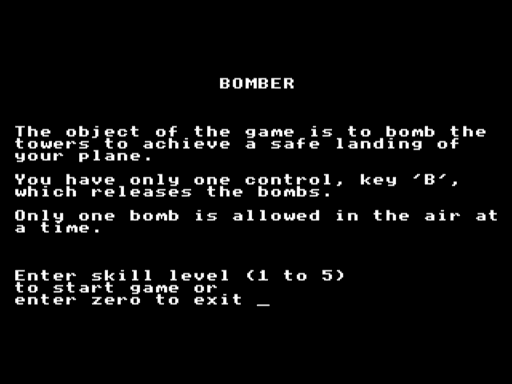 BOMBER
The object of the game is to bomb the
towers to achieve a safe landing of
your plane.
You have only one control, key 'B',
which releases the bombs.
Only one bomb is allowed in the air at
a time.
Enter skill level (1 to 5)
to start game or
enter zero to exit _